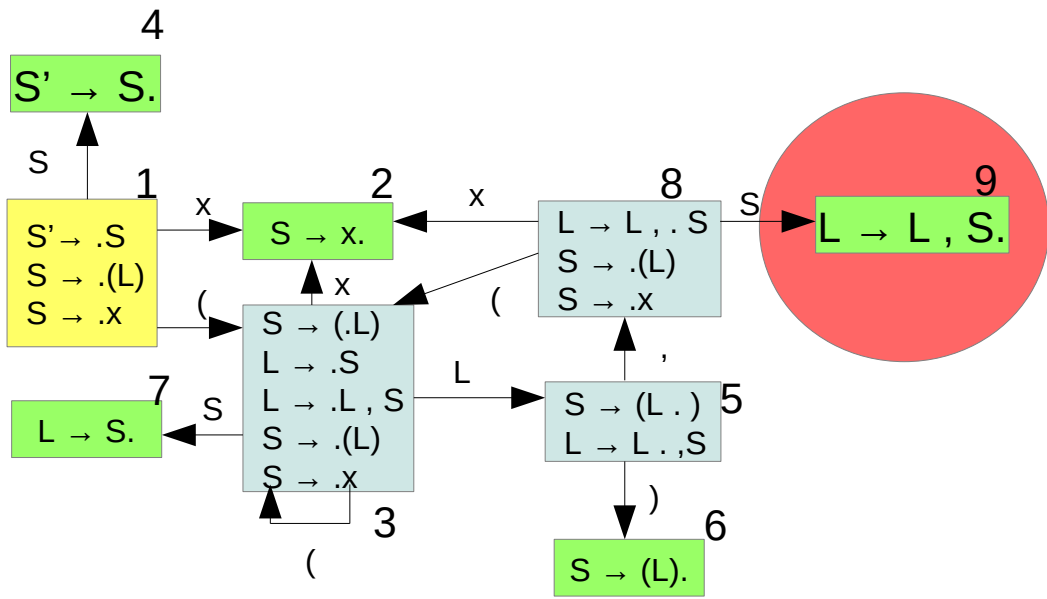 4
S' → S.
S
1
S'→ .S
S → .(L)
S → .x
x
(
2
S → x.
x
x
8
L → L , . S
S → .(L)
S → .x
S
9
L → L , S.
(
S → (.L)
L → .S
L → .L , S
S → .(L)
S → .x
3
(
L
,
5
S → (L . )
L → L . ,S
7
L → S.
S
)
6
S → (L).